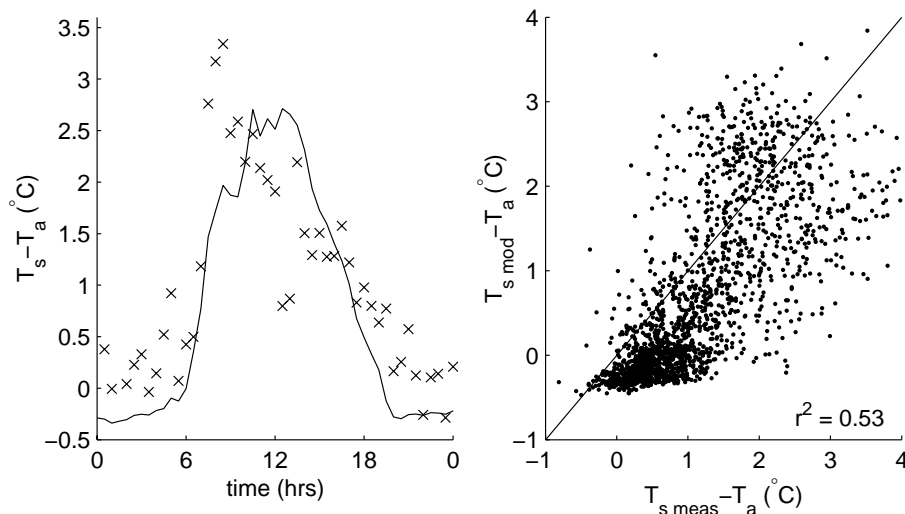 3.5
3
2.5
2
1.5
1
0.5
0
−0.5
T_s−T_a (°C)
0 6 12 18 0
time (hrs)
4
3
2
1
0
−1
T_s mod−T_a (°C)
r² = 0.53
−1 0 1 2 3 4
T_s meas−T_a (°C)